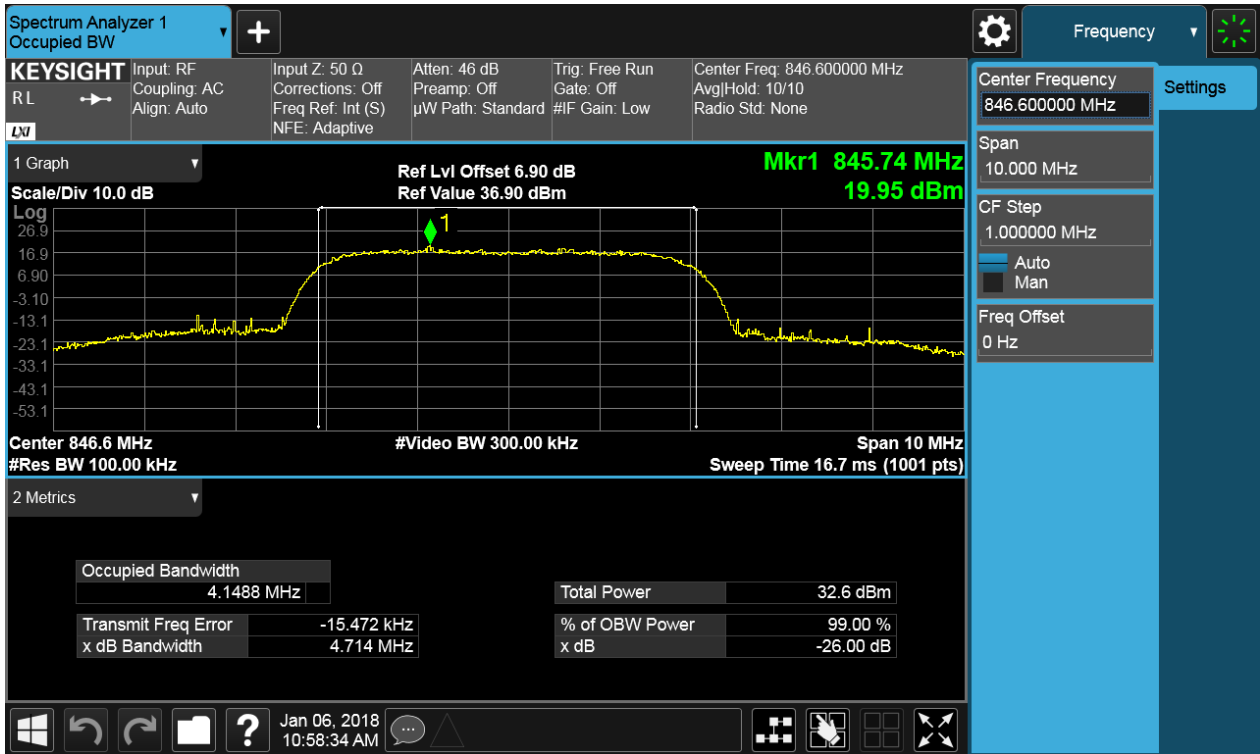 Spectrum Analyzer 1
Occupied BW
+
Frequency
KEYSIGHT
R L
LXI
Input: RF
Coupling: AC
Align: Auto
Input Z: 50 Ω
Corrections: Off
Freq Ref: Int (S)
NFE: Adaptive
Atten: 46 dB
Preamp: Off
µW Path: Standard
Trig: Free Run
Gate: Off
#IF Gain: Low
Center Freq: 846.600000 MHz
Avg|Hold: 10/10
Radio Std: None
Center Frequency
846.600000 MHz
Settings
Span
10.000 MHz
CF Step
1.000000 MHz
Auto
Man
Freq Offset
0 Hz
1 Graph
Scale/Div 10.0 dB
Ref Lvl Offset 6.90 dB
Ref Value 36.90 dBm
Mkr1 845.74 MHz
19.95 dBm
Log
1
26.9
16.9
6.90
-3.10
-13.1
-23.1
-33.1
-43.1
-53.1
Center 846.6 MHz
#Video BW 300.00 kHz
Span 10 MHz
#Res BW 100.00 kHz
Sweep Time 16.7 ms (1001 pts)
2 Metrics
Occupied Bandwidth
4.1488 MHz
Total Power 32.6 dBm
Transmit Freq Error -15.472 kHz
% of OBW Power 99.00 %
x dB Bandwidth 4.714 MHz
x dB -26.00 dB
?
Jan 06, 2018
10:58:34 AM